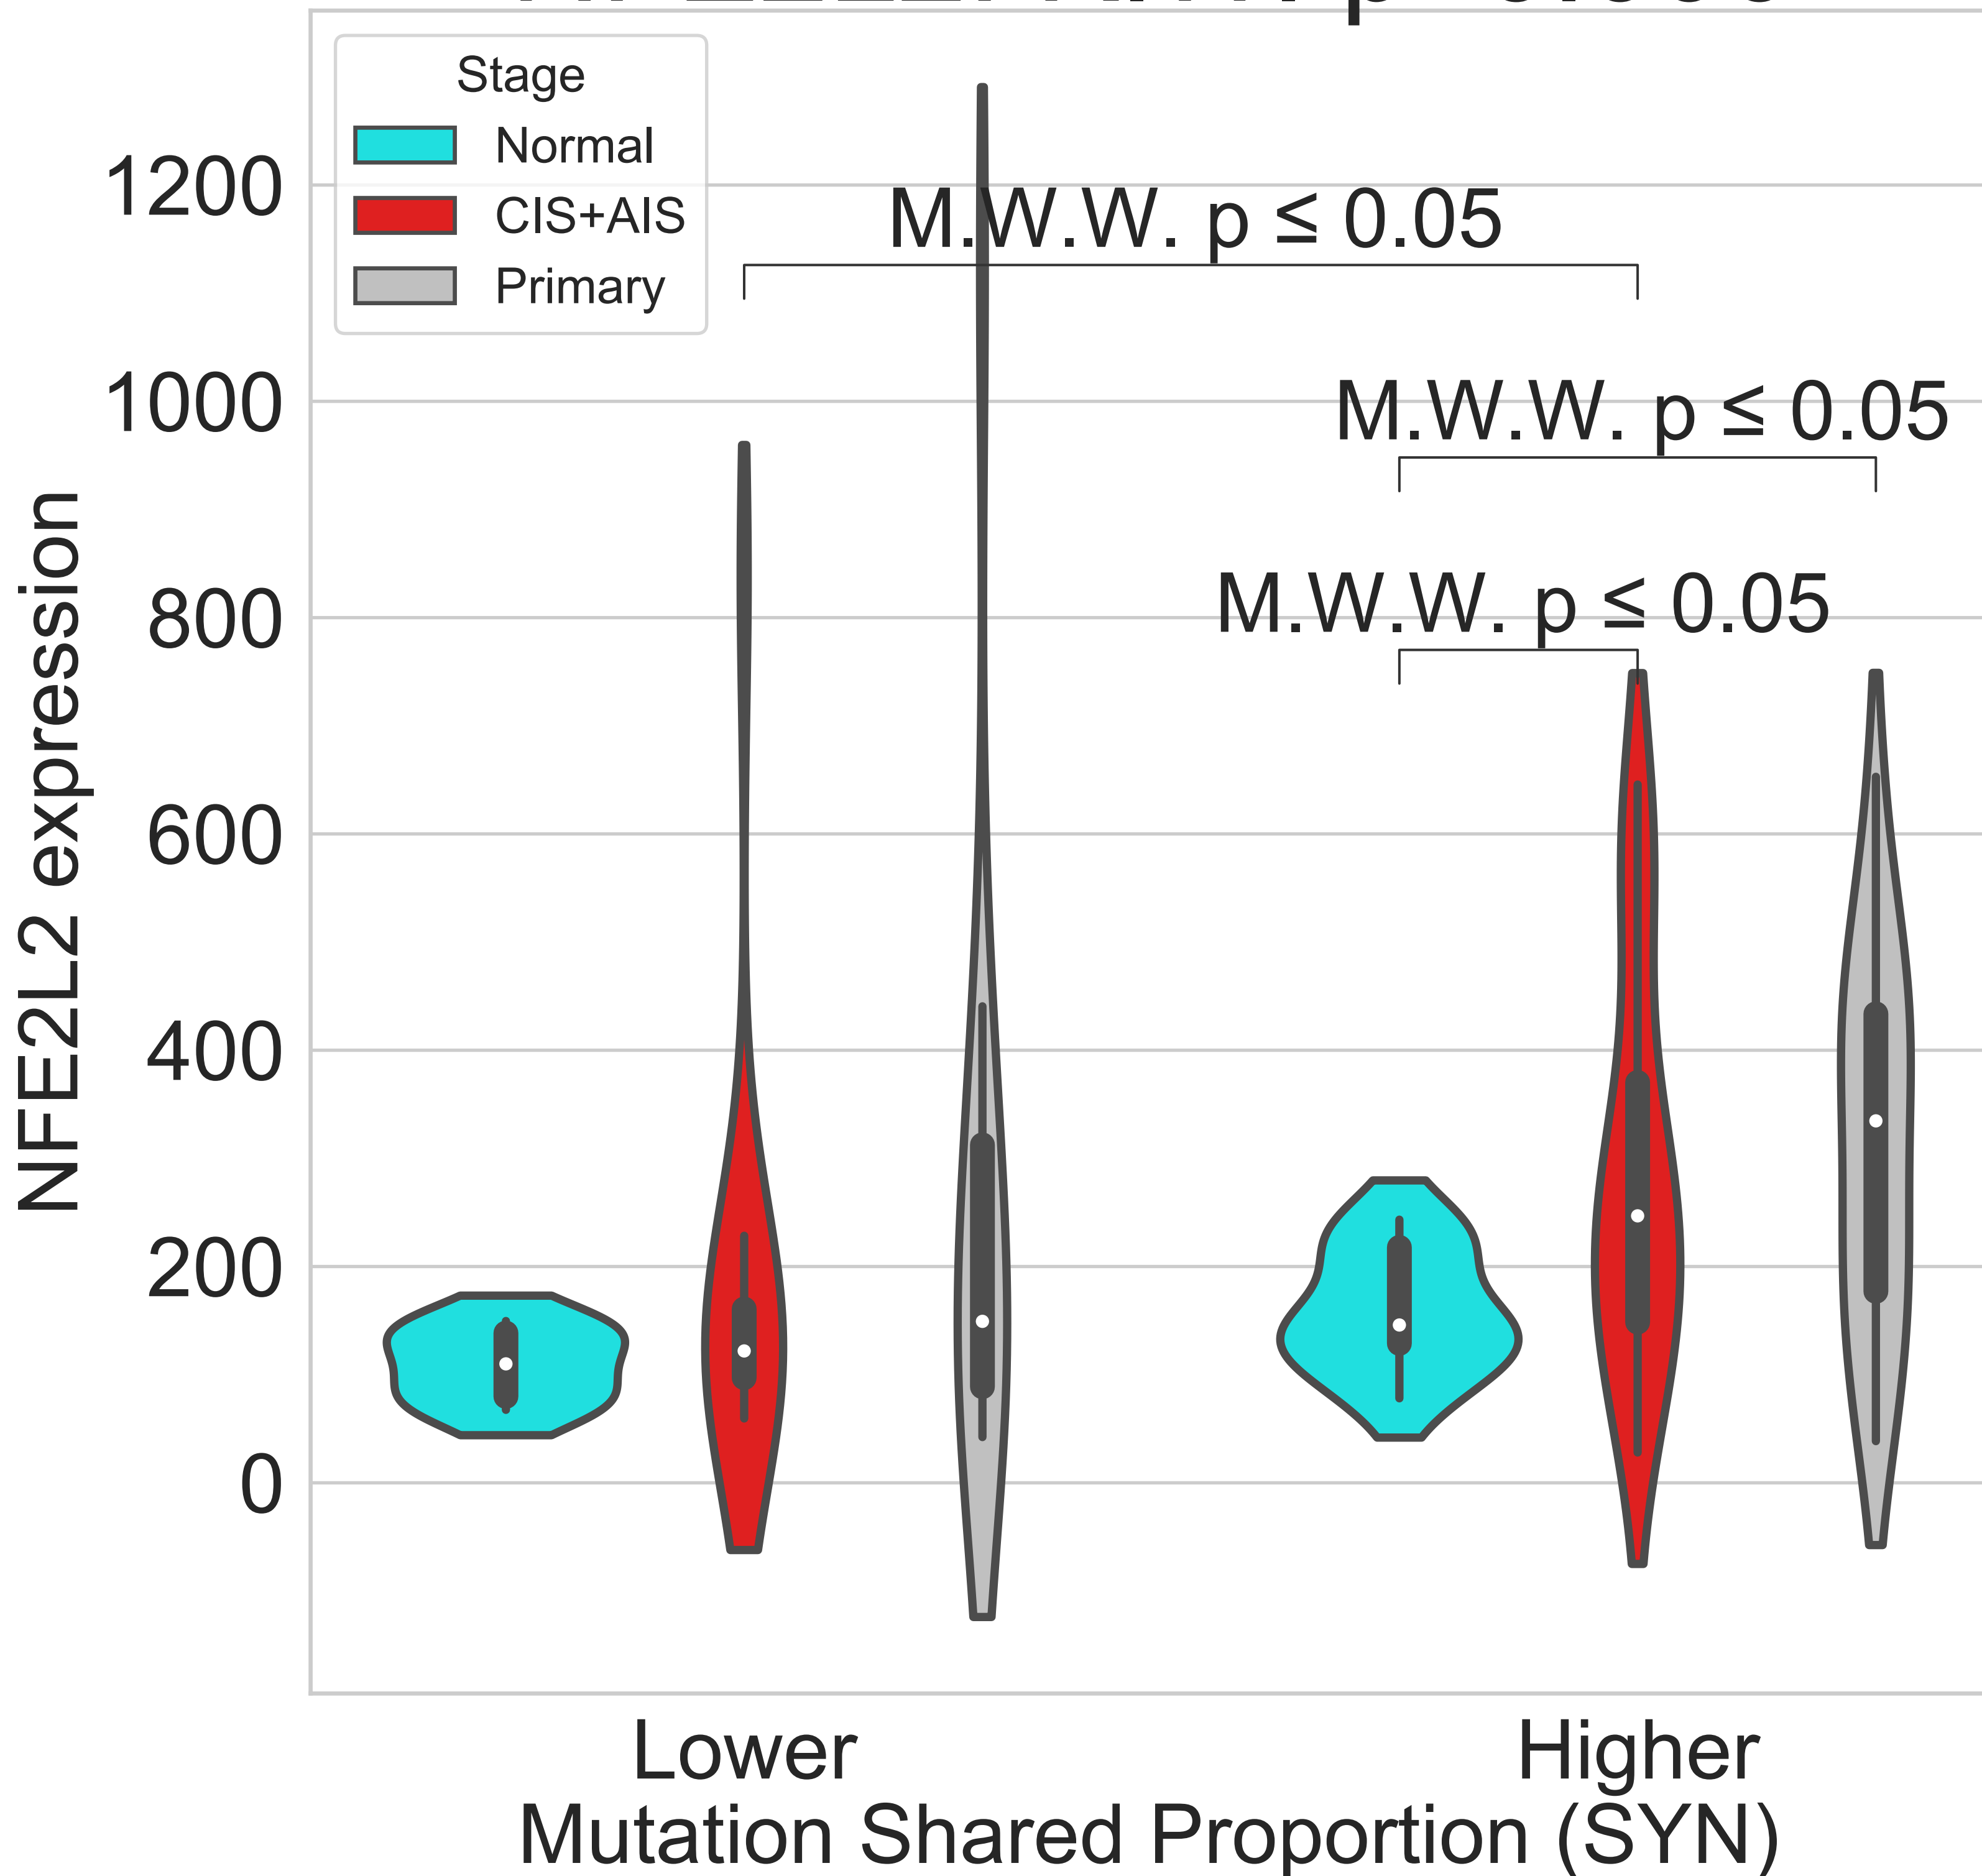 Stage
Normal
CIS+AIS
Primary
M.W.W. p ≤ 0.05
M.W.W. p ≤ 0.05
M.W.W. p ≤ 0.05
1200
1000
800
600
400
200
0
NFE2L2 expression
Lower
Higher
Mutation Shared Proportion (SYN)